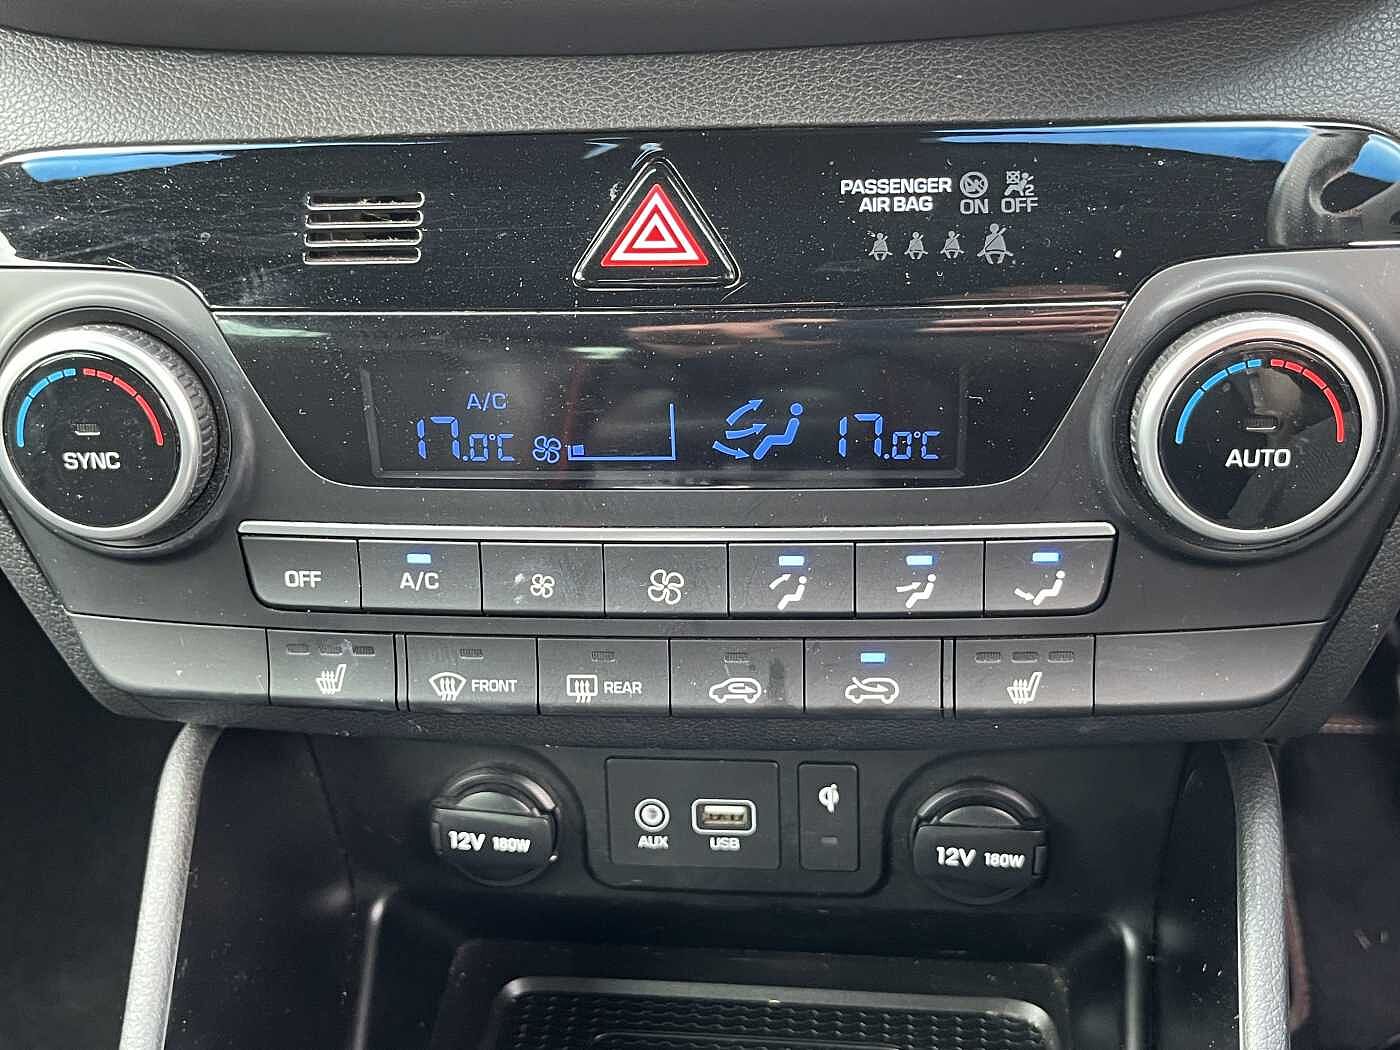 PASSENGER
AIR BAG
ON OFF
2
A/C
17.0°C
17.0°C
SYNC
AUTO
OFF
A/C
FRONT
REAR
12V 180W
AUX
USB
12V 180W